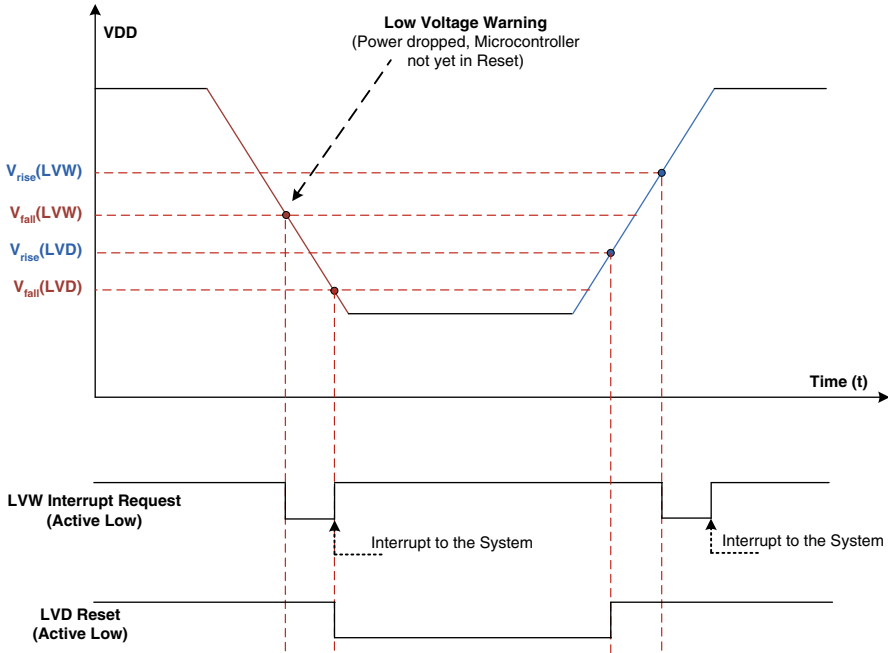 VDD
Low Voltage Warning
(Power dropped, Microcontroller
not yet in Reset)
Vrise(LVW)
Vfall(LVW)
Vrise(LVD)
Vfall(LVD)
Time (t)
LVW Interrupt Request
(Active Low)
Interrupt to the System
Interrupt to the System
LVD Reset
(Active Low)